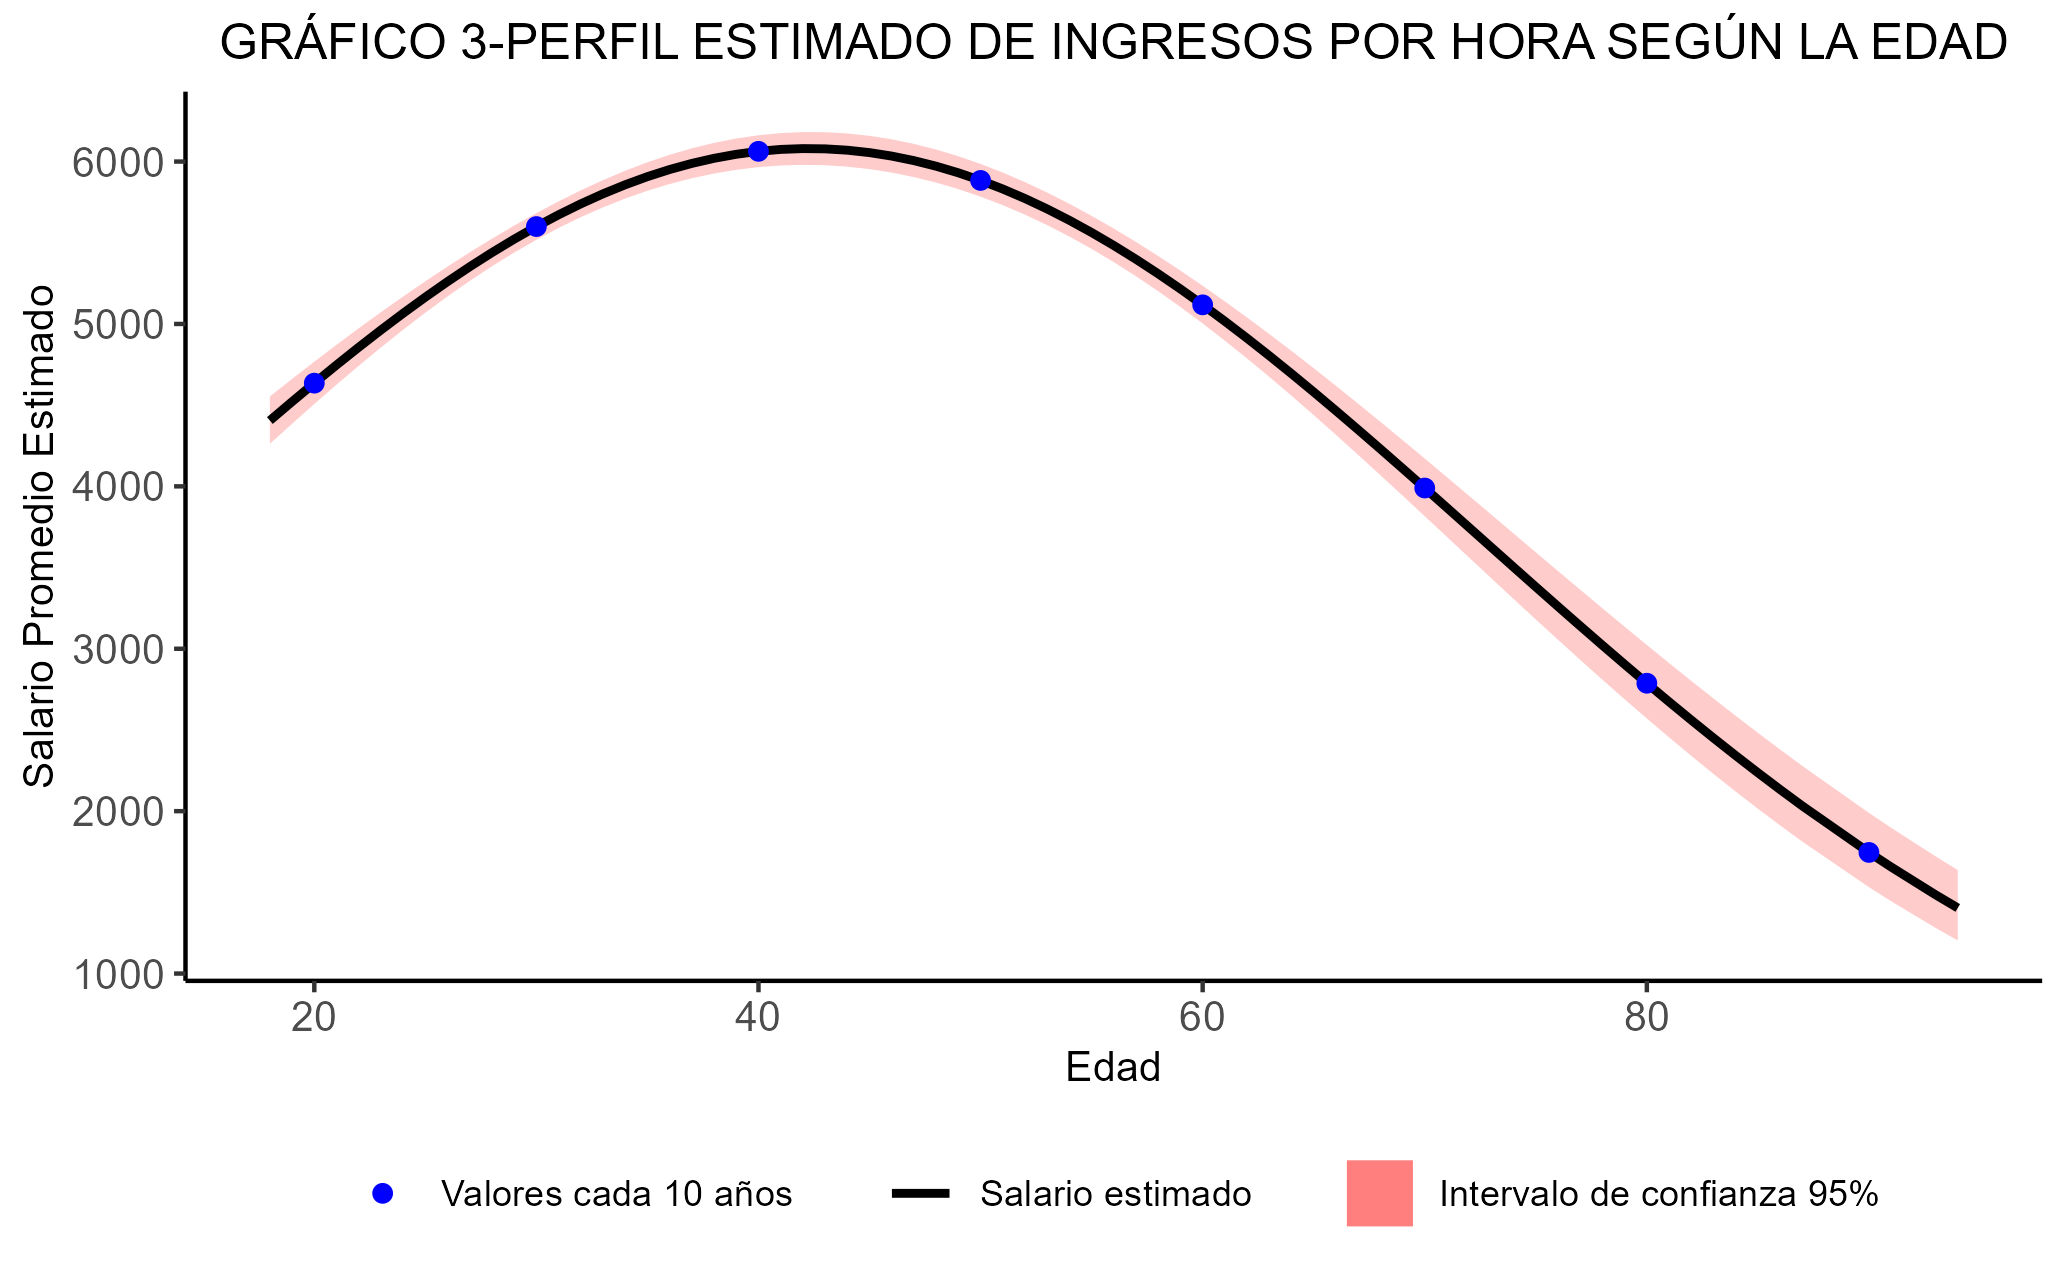 GRÁFICO 3-PERFIL ESTIMADO DE INGRESOS POR HORA SEGÚN LA EDAD
Salario Promedio Estimado
6000
5000
4000
3000
2000
1000
20 40 60 80
Edad
Valores cada 10 años Salario estimado Intervalo de confianza 95%